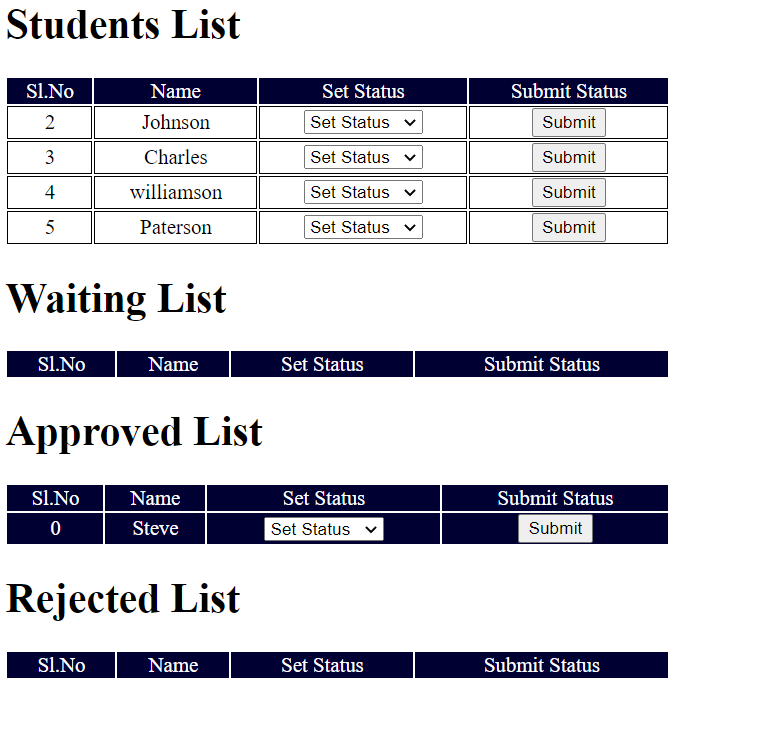 Students List
Sl.No Name Set Status Submit Status
2 Johnson Set Status Submit
3 Charles Set Status Submit
4 williamson Set Status Submit
5 Paterson Set Status Submit
Waiting List
Sl.No Name Set Status Submit Status
Approved List
Sl.No Name Set Status Submit Status
0 Steve Set Status Submit
Rejected List
Sl.No Name Set Status Submit Status